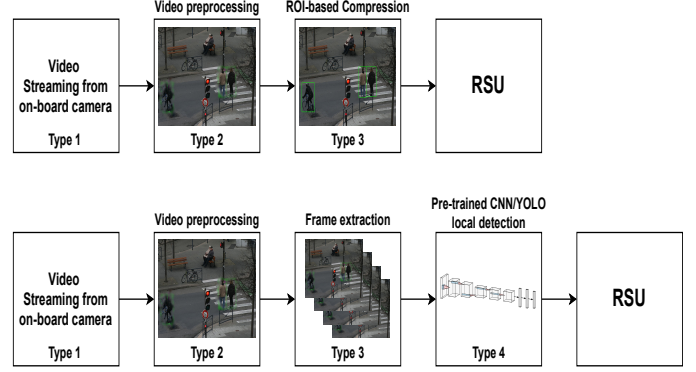 Video preprocessing
ROI-based Compression
Video
Streaming from
on-board camera
RSU
Type 1
Type 2
Type 3
Pre-trained CNN/YOLO
local detection
Video preprocessing
Frame extraction
Video
Streaming from
on-board camera
RSU
Type 1
Type 2
Type 3
Type 4